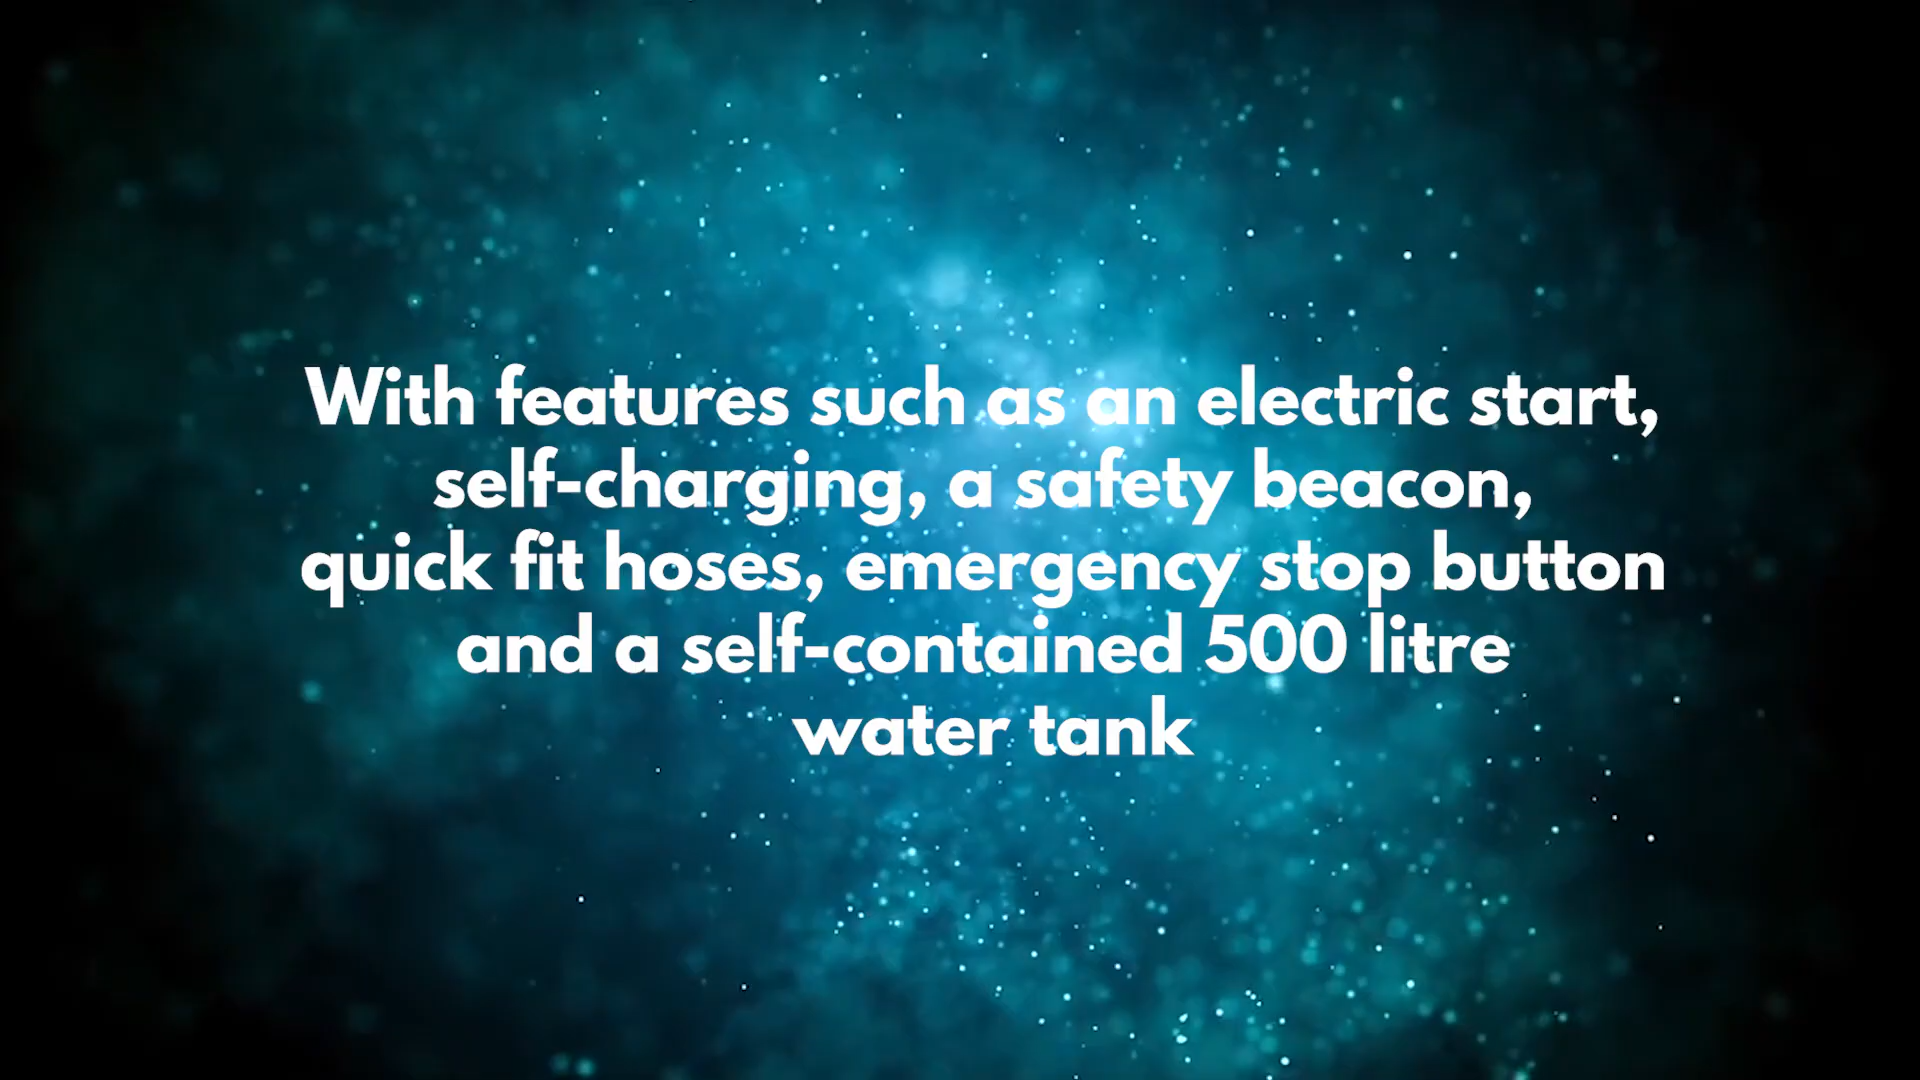 With features such as an electric start,
self-charging, a safety beacon,
quick fit hoses, emergency stop button
and a self-contained 500 litre
water tank